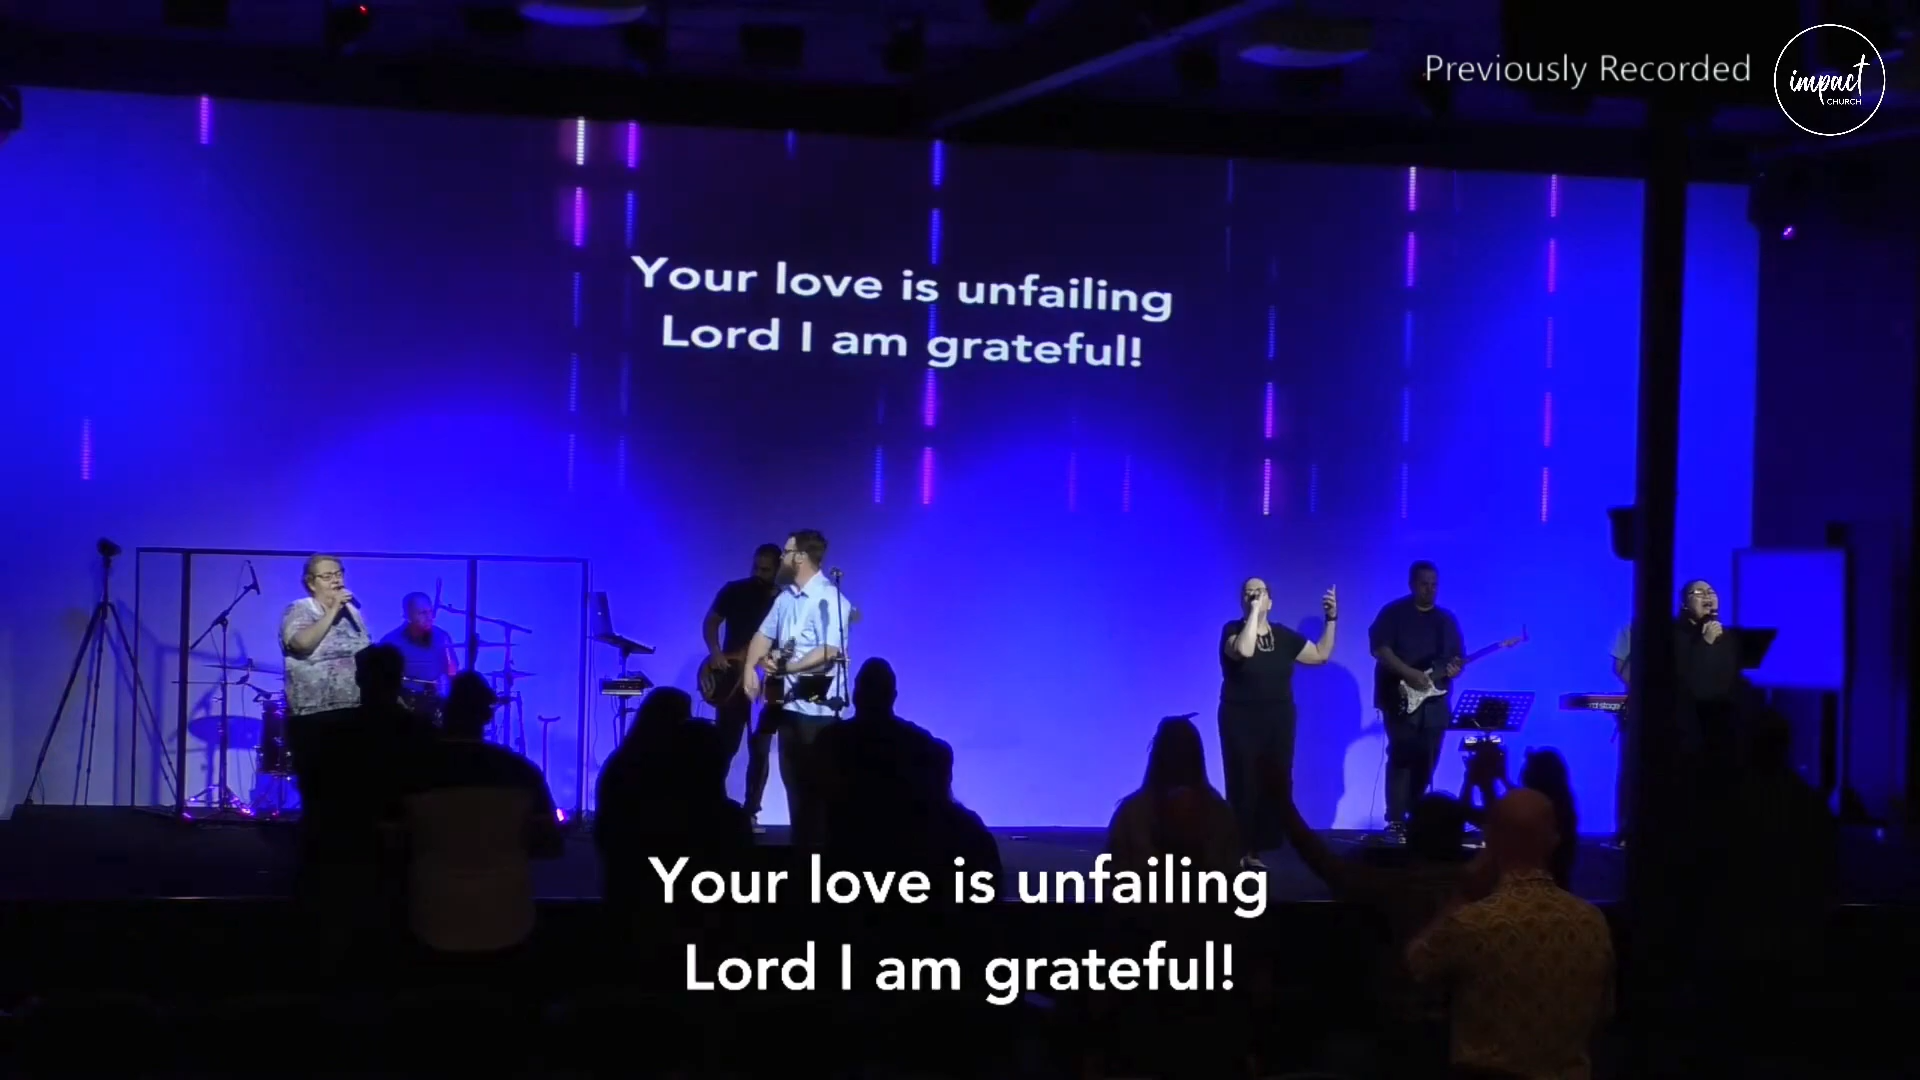 Previously Recorded
impact
CHURCH
Your love is unfailing
Lord I am grateful!
Your love is unfailing
Lord I am grateful!